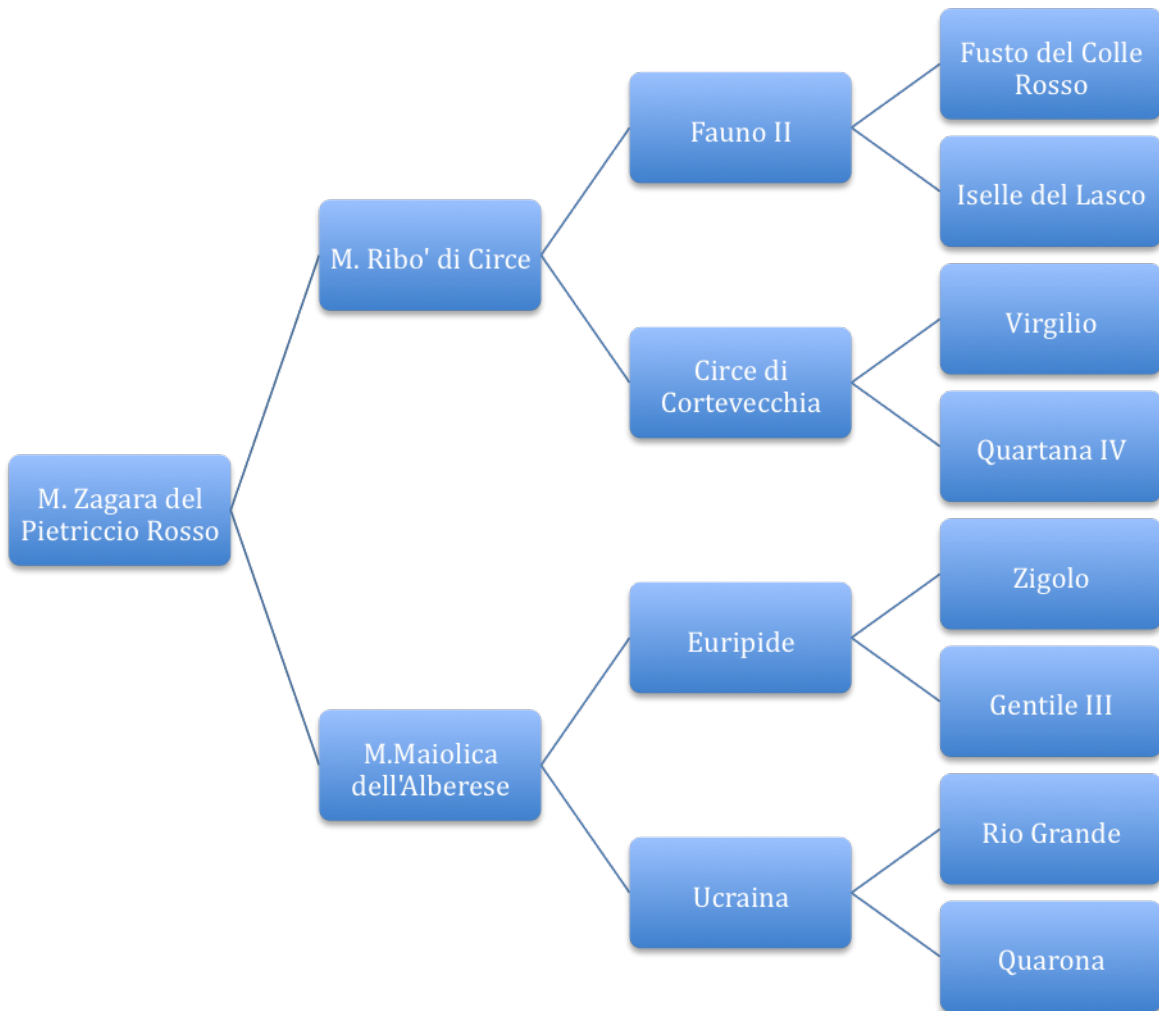 Fusto del Colle
Rosso
Fauno II
Iselle del Lasco
M. Ribo' di Circe
Virgilio
Circe di
Cortevecchia
Quartana IV
M. Zagara del
Pietriccio Rosso
Zigolo
Euripide
Gentile III
M.Maiolica
dell'Alberese
Rio Grande
Ucraina
Quarona